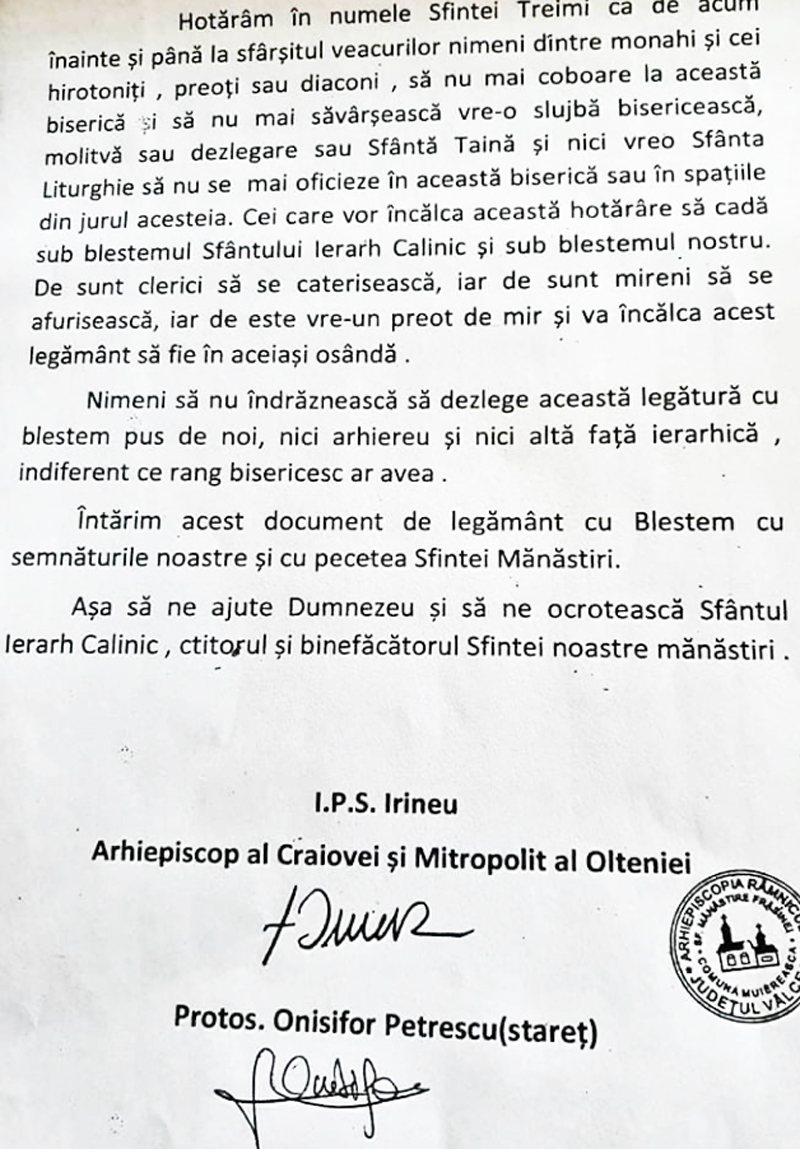 Hotărâm în numele Sfintei Treimi ca de acum
înainte și până la sfârșitul veacurilor nimeni dintre monahi și cei
hirotoniți , preoți sau diaconi , să nu mai coboare la această
biserică și să nu mai săvârșească vre-o slujbă bisericească,
molitvă sau dezlegare sau Sfântă Taină și nici vreo Sfânta
Liturghie să nu se mai oficieze în această biserică sau în spațiile
din jurul acesteia. Cei care vor încălca această hotărâre să cadă
sub blestemul Sfântului Ierarh Calinic și sub blestemul nostru.
De sunt clerici să se caterisească, iar de sunt mireni să se
afurisească, iar de este vre-un preot de mir și va încălca acest
legământ să fie în aceiași osândă .
Nimeni să nu îndrăznească să dezlege această legătură cu
blestem pus de noi, nici arhiereu și nici altă față ierarhică ,
indiferent ce rang bisericesc ar avea .
Întărim acest document de legământ cu Blestem cu
semnăturile noastre și cu pecetea Sfintei Mănăstiri.
Așa să ne ajute Dumnezeu și să ne ocrotească Sfântul
Ierarh Calinic , ctitorul și binefăcătorul Sfintei noastre mănăstiri .
I.P.S. Irineu
Arhiepiscop al Craiovei și Mitropolit al Olteniei
ARHIEPISCOPIA RÂMNICUL
SF. MĂNĂSTIRE FRĂSINEI
COMUNA MUIEREASCA
JUDEȚUL VÂLCE
Protos. Onisifor Petrescu(stareț)